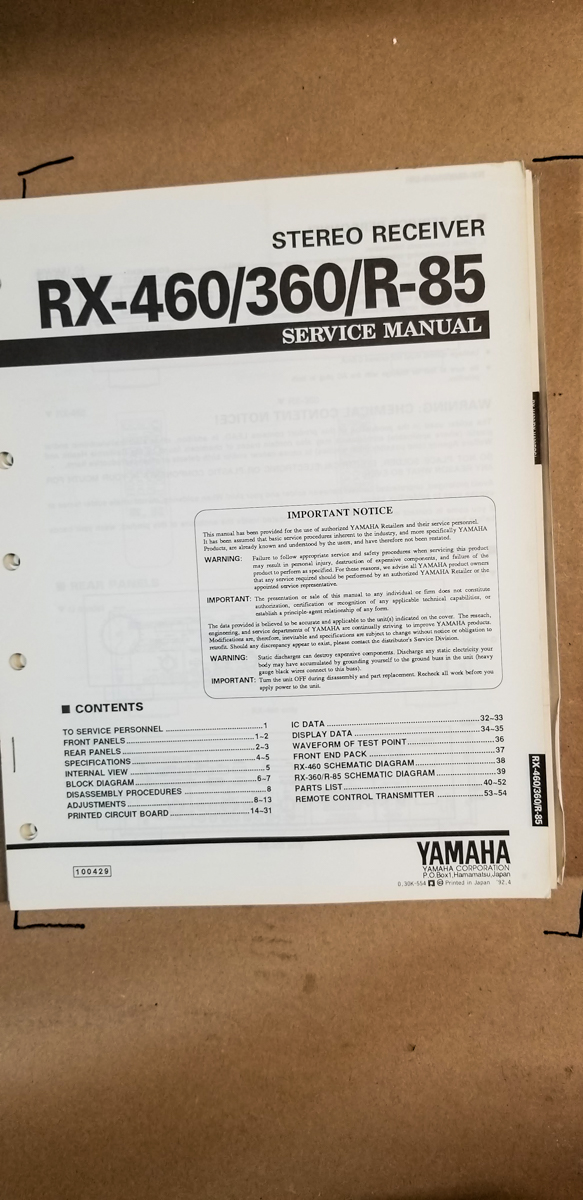 STEREO RECEIVER
RX-460/360/R-85
SERVICE MANUAL
IMPORTANT NOTICE
This manual has been provided for the use of authorized YAMAHA Retailers and their service personnel.
It has been assumed that basic service procedures inherent to the industry, and more specifically YAMAHA
Products, are already known and understood by the users, and have therefore not been restated.
WARNING: Failure to follow appropriate service and safety procedures when servicing this product
may result in personal injury, destruction of expensive components, and failure of the
product to perform as specified. For these reasons, we advise all YAMAHA product owners
that any service required should be performed by an authorized YAMAHA Retailer or the
appointed service representative.
IMPORTANT: The presentation or sale of this manual to any individual or firm does not constitute
authorization, certification or recognition of any applicable technical capabilities, or
establish a principle-agent relationship of any form.
The data provided is believed to be accurate and applicable to the unit(s) indicated on the cover. The research,
engineering, and service departments of YAMAHA are continually striving to improve YAMAHA products.
Modifications are, therefore, inevitable and specifications are subject to change without notice or obligation to
retrofit. Should any discrepancy appear to exist, please contact the distributor's Service Division.
WARNING: Static discharges can destroy expensive components. Discharge any static electricity your
body may have accumulated by grounding yourself to the ground buss in the unit (heavy
gauge black wires connect to this buss).
IMPORTANT: Turn the unit OFF during disassembly and part replacement. Recheck all work before you
apply power to the unit.
■ CONTENTS
TO SERVICE PERSONNEL ........ 1
FRONT PANELS ........ 1–2
REAR PANELS ........ 2–3
SPECIFICATIONS ........ 4–5
INTERNAL VIEW ........ 5
BLOCK DIAGRAM ........ 6–7
DISASSEMBLY PROCEDURES ........ 8
ADJUSTMENTS ........ 8–13
PRINTED CIRCUIT BOARD ........ 14–31
IC DATA ........ 32–33
DISPLAY DATA ........ 34–35
WAVEFORM OF TEST POINT ........ 36
FRONT END PACK ........ 37
RX-460 SCHEMATIC DIAGRAM ........ 38
RX-360/R-85 SCHEMATIC DIAGRAM ........ 39
PARTS LIST ........ 40–52
REMOTE CONTROL TRANSMITTER ........ 53–54
RX-460/360/R-85
100429
YAMAHA
YAMAHA CORPORATION
P.O.Box1, Hamamatsu, Japan
Printed in Japan '92.4